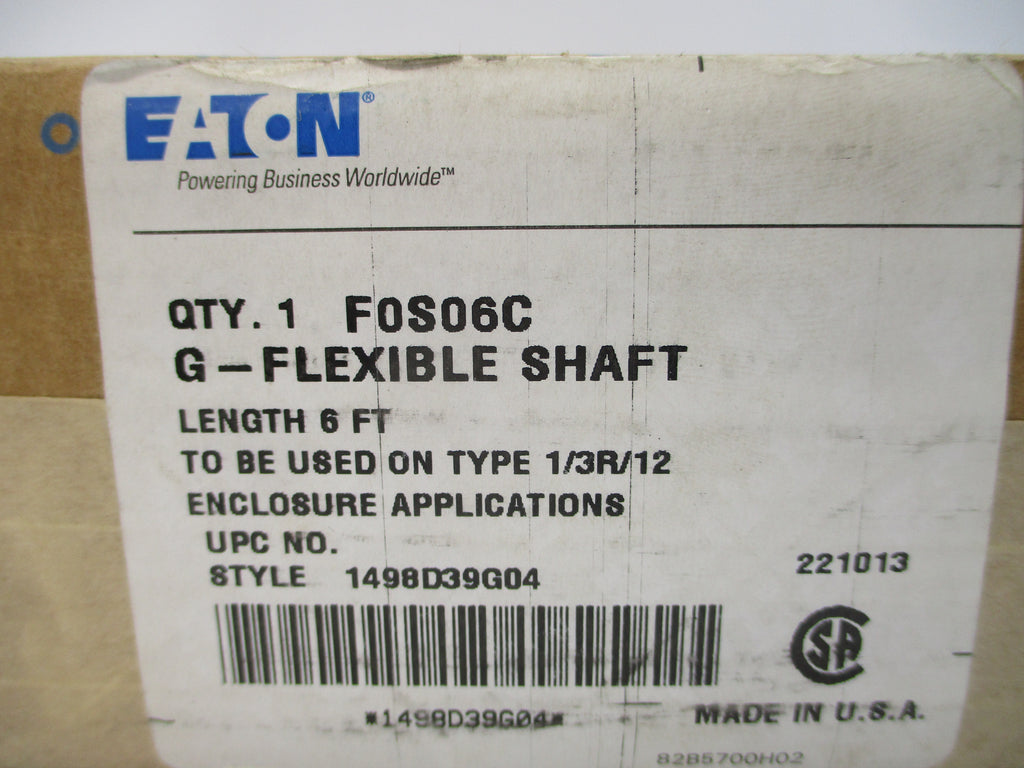 EATON®
Powering Business Worldwide™
QTY. 1 F0S06C
G-FLEXIBLE SHAFT
LENGTH 6 FT
TO BE USED ON TYPE 1/3R/12
ENCLOSURE APPLICATIONS
UPC NO.
STYLE 1498D39G04
221013
CSA
*1498D39G04*
MADE IN U.S.A.
82B5700H02